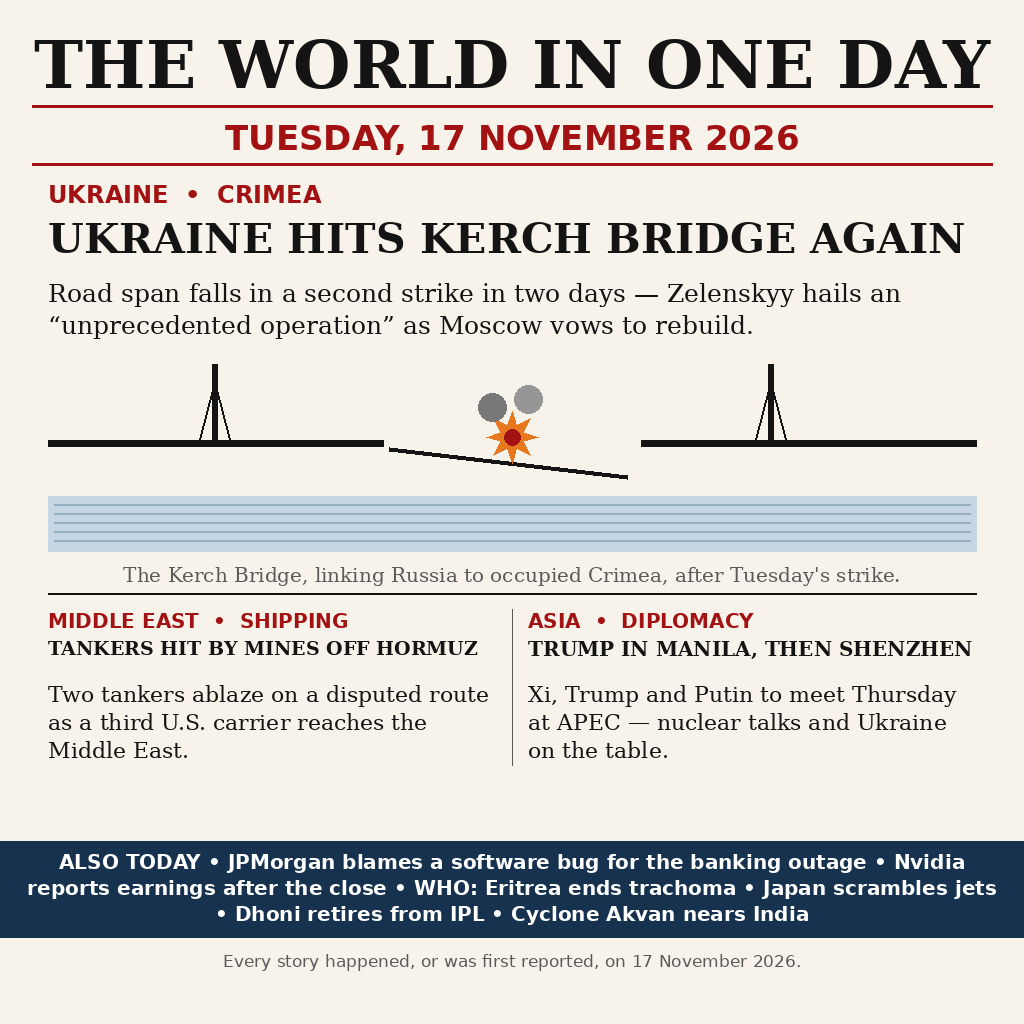 THE WORLD IN ONE DAY
TUESDAY, 17 NOVEMBER 2026
UKRAINE • CRIMEA
UKRAINE HITS KERCH BRIDGE AGAIN
Road span falls in a second strike in two days — Zelenskyy hails an
“unprecedented operation” as Moscow vows to rebuild.
The Kerch Bridge, linking Russia to occupied Crimea, after Tuesday's strike.
MIDDLE EAST • SHIPPING
TANKERS HIT BY MINES OFF HORMUZ
Two tankers ablaze on a disputed route
as a third U.S. carrier reaches the
Middle East.
ASIA • DIPLOMACY
TRUMP IN MANILA, THEN SHENZHEN
Xi, Trump and Putin to meet Thursday
at APEC — nuclear talks and Ukraine
on the table.
ALSO TODAY • JPMorgan blames a software bug for the banking outage • Nvidia
reports earnings after the close • WHO: Eritrea ends trachoma • Japan scrambles jets
• Dhoni retires from IPL • Cyclone Akvan nears India
Every story happened, or was first reported, on 17 November 2026.